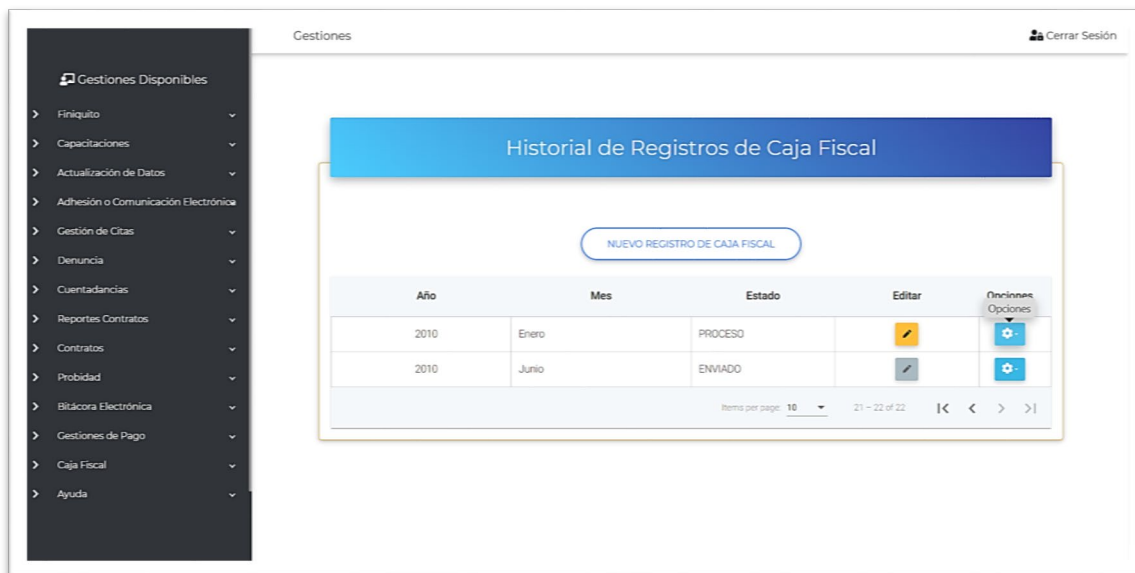 Gestiones
Cerrar Sesión
Gestiones Disponibles
Finiquito
Capacitaciones
Actualización de Datos
Adhesión o Comunicación Electrónica
Gestión de Citas
Denuncia
Cuentadancias
Reportes Contratos
Contratos
Probidad
Bitácora Electrónica
Gestiones de Pago
Caja Fiscal
Ayuda
Historial de Registros de Caja Fiscal
NUEVO REGISTRO DE CAJA FISCAL
Año Mes Estado Editar Opciones
Opciones
2010 Enero PROCESO
2010 Junio ENVIADO
Items per page: 10 21 – 22 of 22